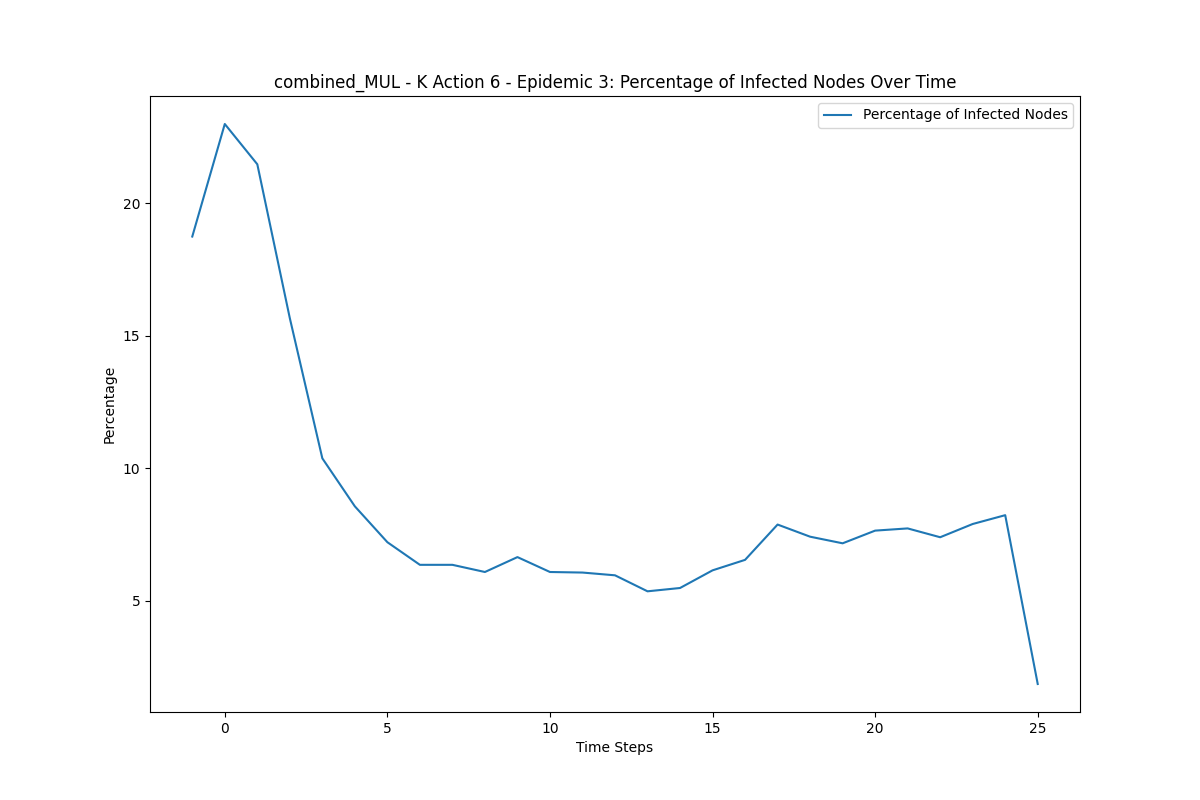 combined_MUL - K Action 6 - Epidemic 3: Percentage of Infected Nodes Over Time
Percentage of Infected Nodes
20
15
10
5
Percentage
0 5 10 15 20 25
Time Steps